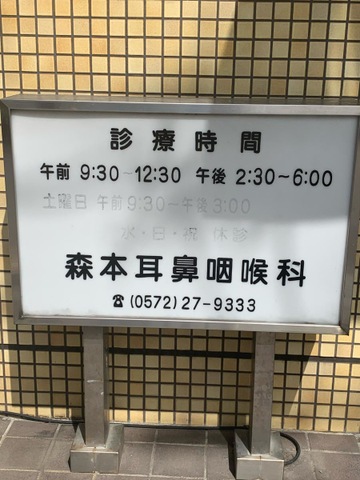 診療時間
午前 9:30~12:30 午後 2:30~6:00
土曜日 午前9:30~午後3:00
水・日・祝 休診
森本耳鼻咽喉科
☎(0572)27-9333